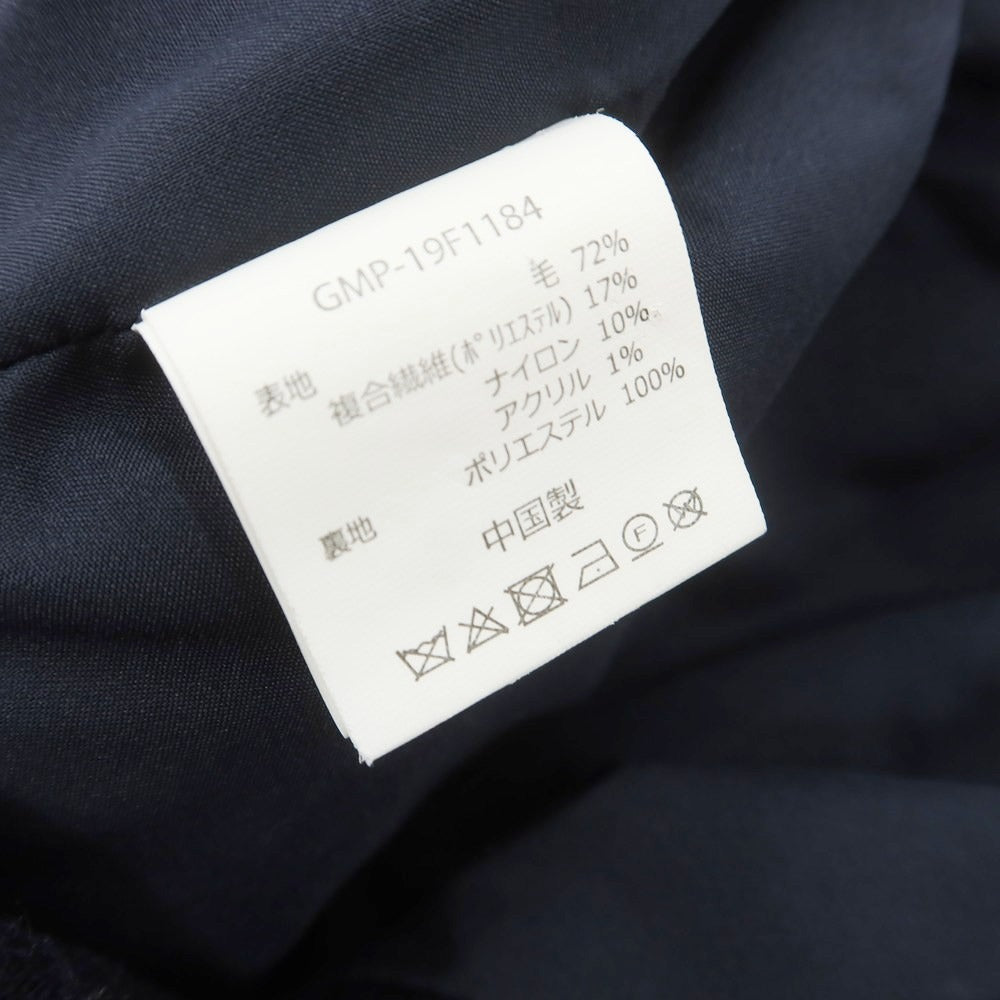 GMP-19F1184
表地 毛 72%
複合繊維(ポリエステル) 17%
ナイロン 10%
アクリル 1%
裏地 ポリエステル 100%
中国製
F W